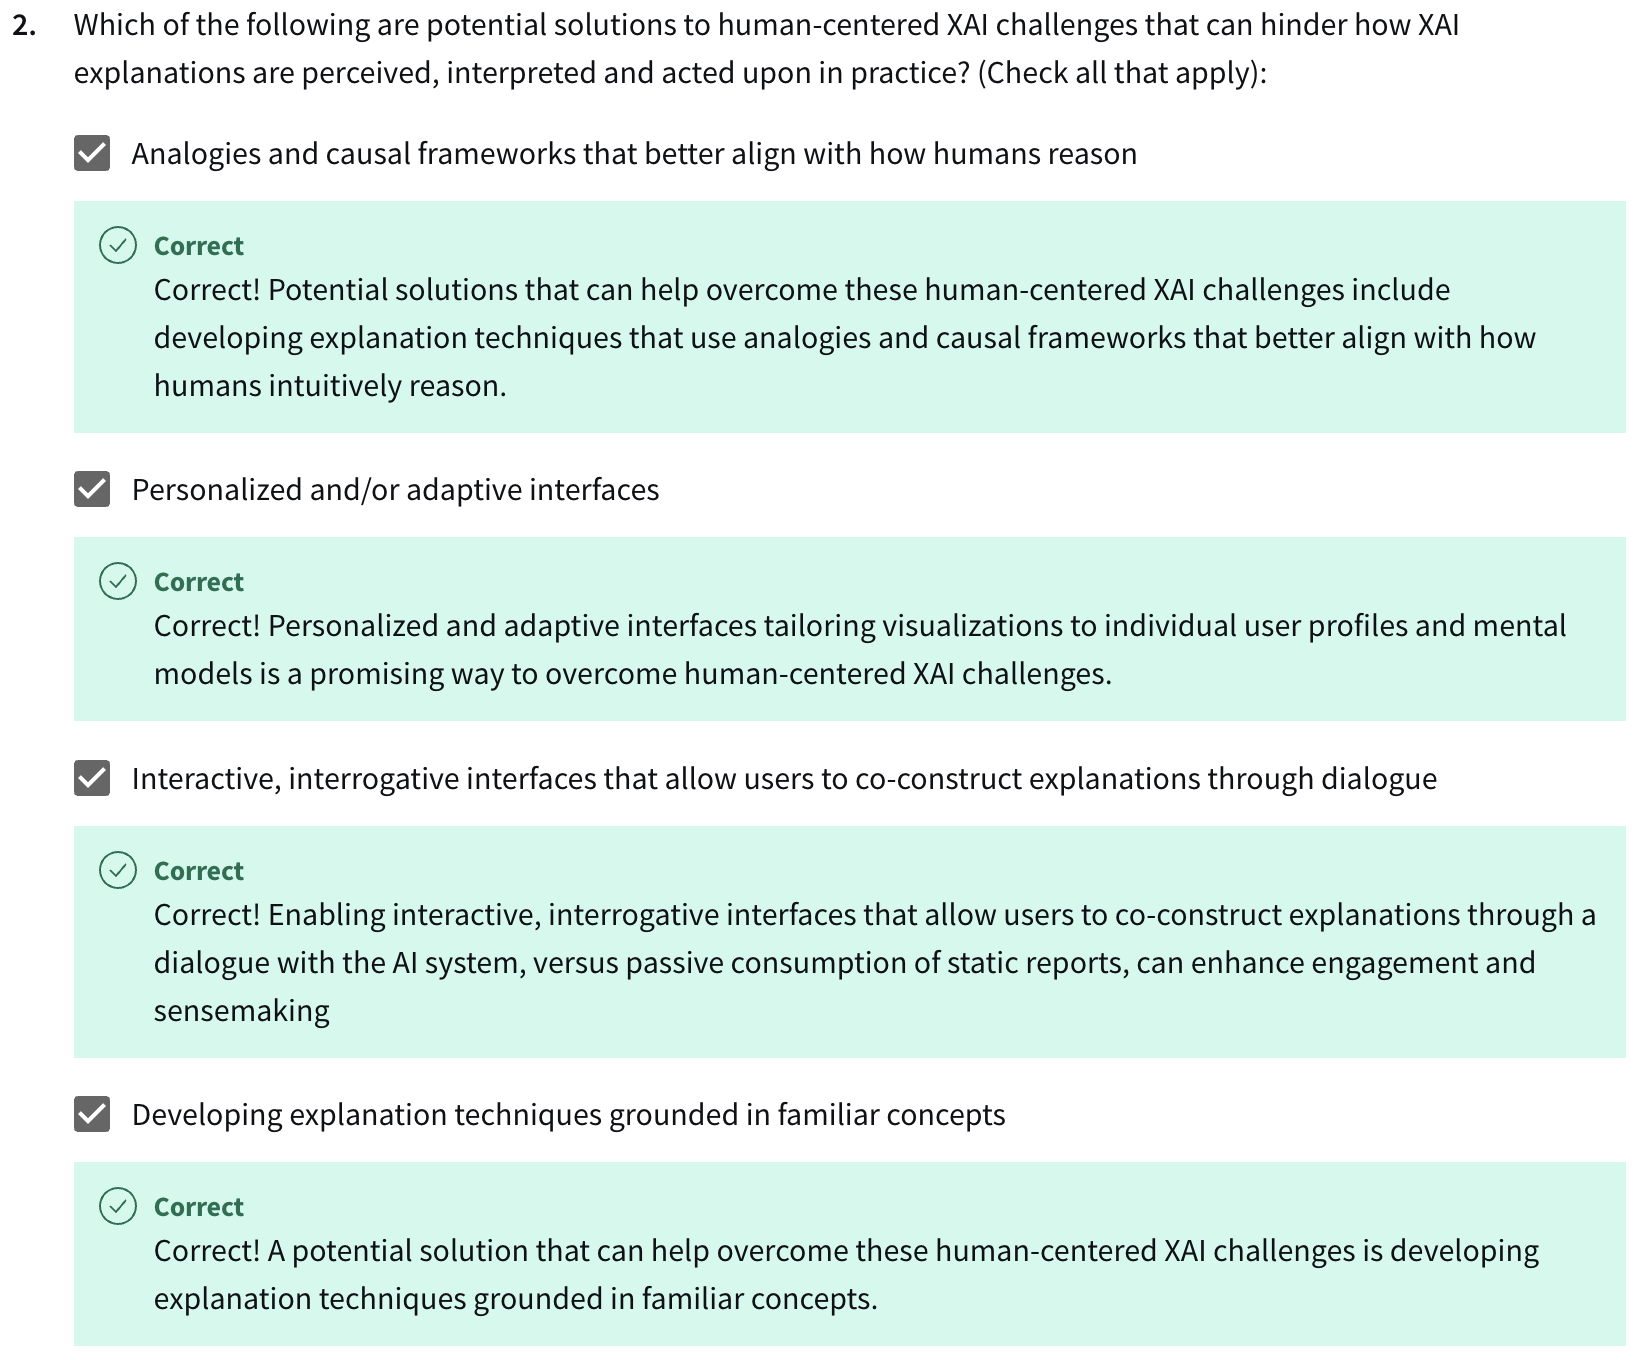 2. Which of the following are potential solutions to human-centered XAI challenges that can hinder how XAI
explanations are perceived, interpreted and acted upon in practice? (Check all that apply):
Analogies and causal frameworks that better align with how humans reason
Correct
Correct! Potential solutions that can help overcome these human-centered XAI challenges include
developing explanation techniques that use analogies and causal frameworks that better align with how
humans intuitively reason.
Personalized and/or adaptive interfaces
Correct
Correct! Personalized and adaptive interfaces tailoring visualizations to individual user profiles and mental
models is a promising way to overcome human-centered XAI challenges.
Interactive, interrogative interfaces that allow users to co-construct explanations through dialogue
Correct
Correct! Enabling interactive, interrogative interfaces that allow users to co-construct explanations through a
dialogue with the AI system, versus passive consumption of static reports, can enhance engagement and
sensemaking
Developing explanation techniques grounded in familiar concepts
Correct
Correct! A potential solution that can help overcome these human-centered XAI challenges is developing
explanation techniques grounded in familiar concepts.